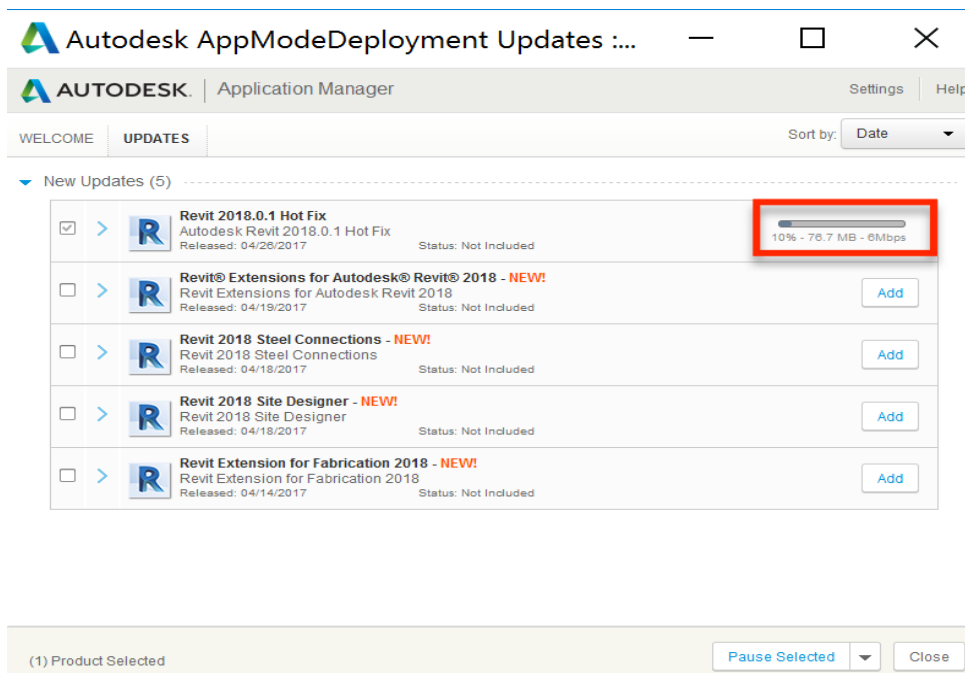 Autodesk AppModeDeployment Updates :...
AUTODESK. Application Manager Settings Help
WELCOME UPDATES Sort by: Date
New Updates (5)
Revit 2018.0.1 Hot Fix
Autodesk Revit 2018.0.1 Hot Fix
Released: 04/26/2017 Status: Not Included
10% - 76.7 MB - 6Mbps
Revit® Extensions for Autodesk® Revit® 2018 - NEW!
Revit Extensions for Autodesk Revit 2018
Released: 04/19/2017 Status: Not Included
Add
Revit 2018 Steel Connections - NEW!
Revit 2018 Steel Connections
Released: 04/18/2017 Status: Not Included
Add
Revit 2018 Site Designer - NEW!
Revit 2018 Site Designer
Released: 04/18/2017 Status: Not Included
Add
Revit Extension for Fabrication 2018 - NEW!
Revit Extension for Fabrication 2018
Released: 04/14/2017 Status: Not Included
Add
(1) Product Selected Pause Selected Close